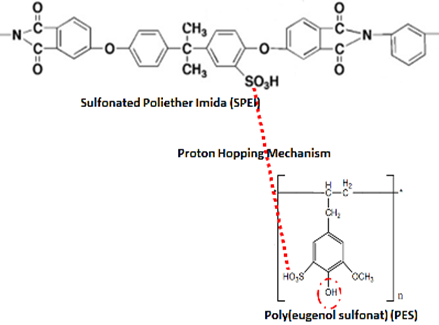 O O O O
N O CH₃ O N
CH₃
O O SO₃H O O
Sulfonated Poliether Imida (SPEI)
Proton Hopping Mechanism
H H₂
C C *
CH₂
HO₃S OCH₃
OH n
Poly(eugenol sulfonat) (PES)